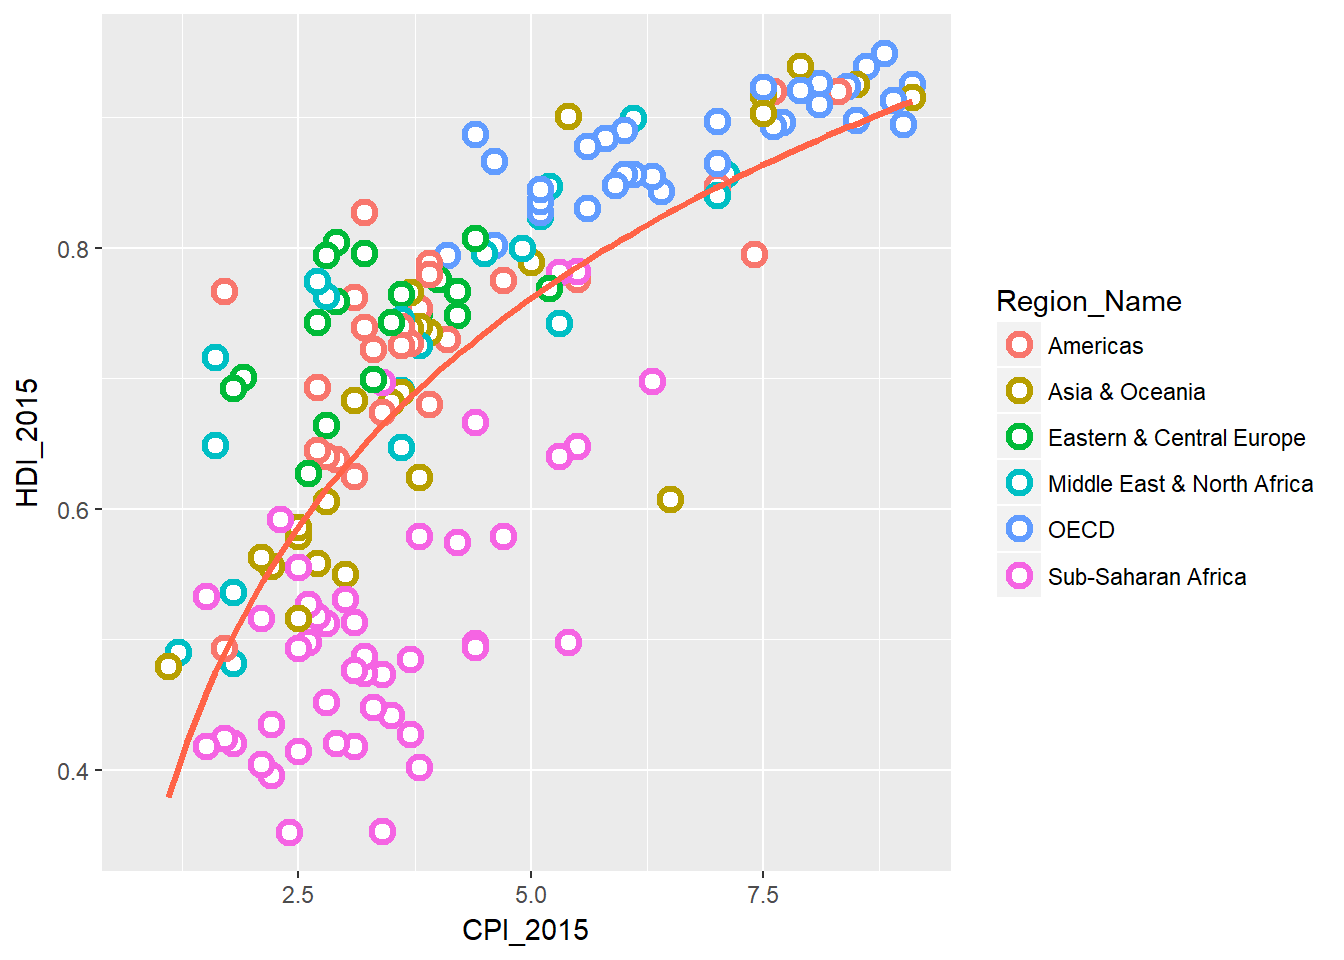 HDI_2015
0.8
0.6
0.4
2.5
5.0
7.5
CPI_2015
Region_Name
Americas
Asia & Oceania
Eastern & Central Europe
Middle East & North Africa
OECD
Sub-Saharan Africa